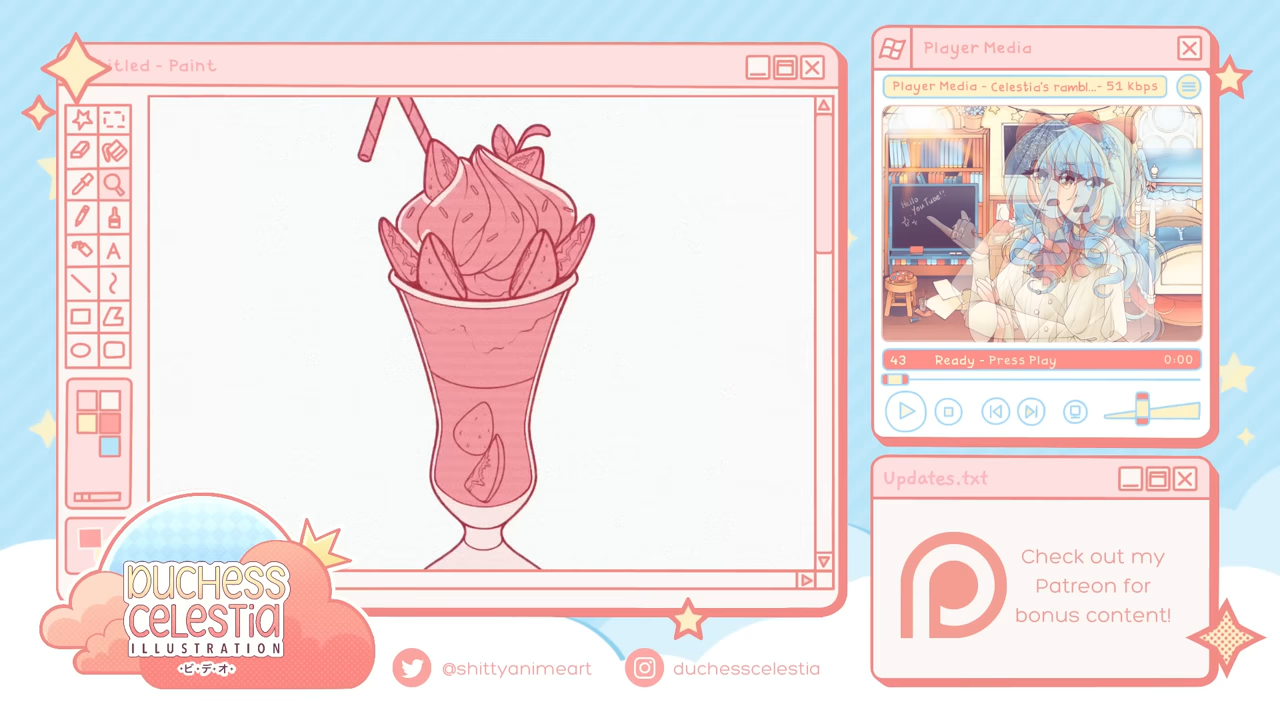 titled - Paint
Player Media
Player Media - Celestia's rambl...- 51 Kbps
Hello
YouTube!!
A
43 Ready - Press Play 0:00
Updates.txt
Check out my
Patreon for
bonus content!
DUCHESS
CELESTIA
ILLUSTRATION
・ビ・デ・オ・
@shittyanimeart
duchesscelestia